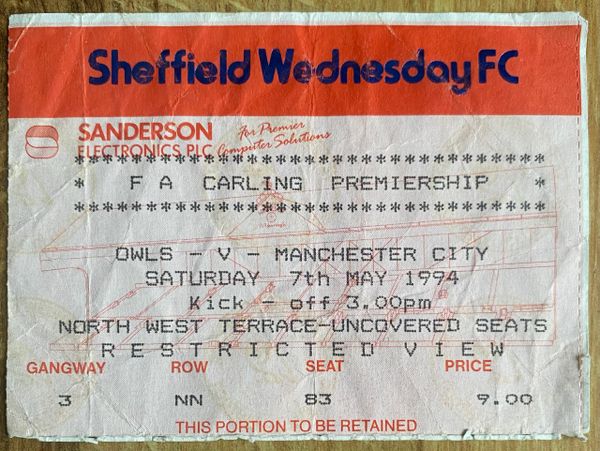 Sheffield Wednesday FC
SANDERSON
ELECTRONICS PLC
For Premier
Computer Solutions
*****************************************
* F A CARLING PREMIERSHIP *
*****************************************
OWLS - V - MANCHESTER CITY
SATURDAY 7th MAY 1994
Kick - off 3.00pm
NORTH WEST TERRACE-UNCOVERED SEATS
RESTRICTED VIEW
GANGWAY ROW SEAT PRICE
3 NN 83 9.00
THIS PORTION TO BE RETAINED